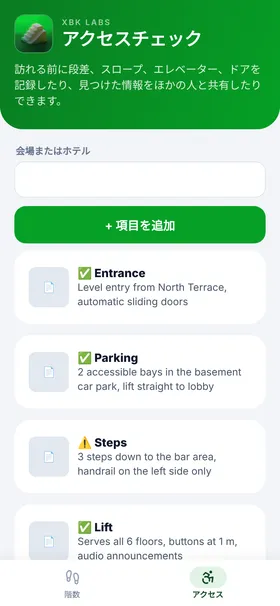 XBK LABS
アクセスチェック
訪れる前に段差、スロープ、エレベーター、ドアを
記録したり、見つけた情報をほかの人と共有したり
できます。
会場またはホテル
+ 項目を追加
✅ Entrance
Level entry from North Terrace,
automatic sliding doors
✅ Parking
2 accessible bays in the basement
car park, lift straight to lobby
⚠️ Steps
3 steps down to the bar area,
handrail on the left side only
✅ Lift
Serves all 6 floors, buttons at 1 m,
audio announcements
階数
アクセス